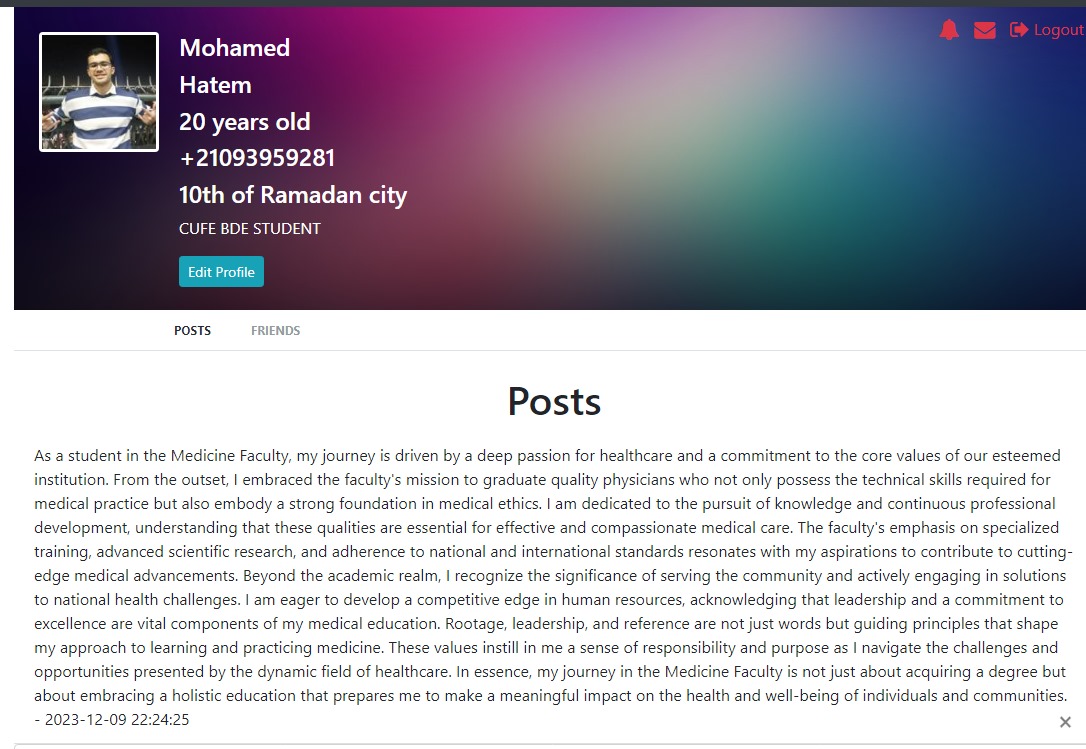 Logout
Mohamed
Hatem
20 years old
+21093959281
10th of Ramadan city
CUFE BDE STUDENT
Edit Profile
POSTS FRIENDS
Posts
As a student in the Medicine Faculty, my journey is driven by a deep passion for healthcare and a commitment to the core values of our esteemed
institution. From the outset, I embraced the faculty's mission to graduate quality physicians who not only possess the technical skills required for
medical practice but also embody a strong foundation in medical ethics. I am dedicated to the pursuit of knowledge and continuous professional
development, understanding that these qualities are essential for effective and compassionate medical care. The faculty's emphasis on specialized
training, advanced scientific research, and adherence to national and international standards resonates with my aspirations to contribute to cutting-
edge medical advancements. Beyond the academic realm, I recognize the significance of serving the community and actively engaging in solutions
to national health challenges. I am eager to develop a competitive edge in human resources, acknowledging that leadership and a commitment to
excellence are vital components of my medical education. Rootage, leadership, and reference are not just words but guiding principles that shape
my approach to learning and practicing medicine. These values instill in me a sense of responsibility and purpose as I navigate the challenges and
opportunities presented by the dynamic field of healthcare. In essence, my journey in the Medicine Faculty is not just about acquiring a degree but
about embracing a holistic education that prepares me to make a meaningful impact on the health and well-being of individuals and communities.
- 2023-12-09 22:24:25